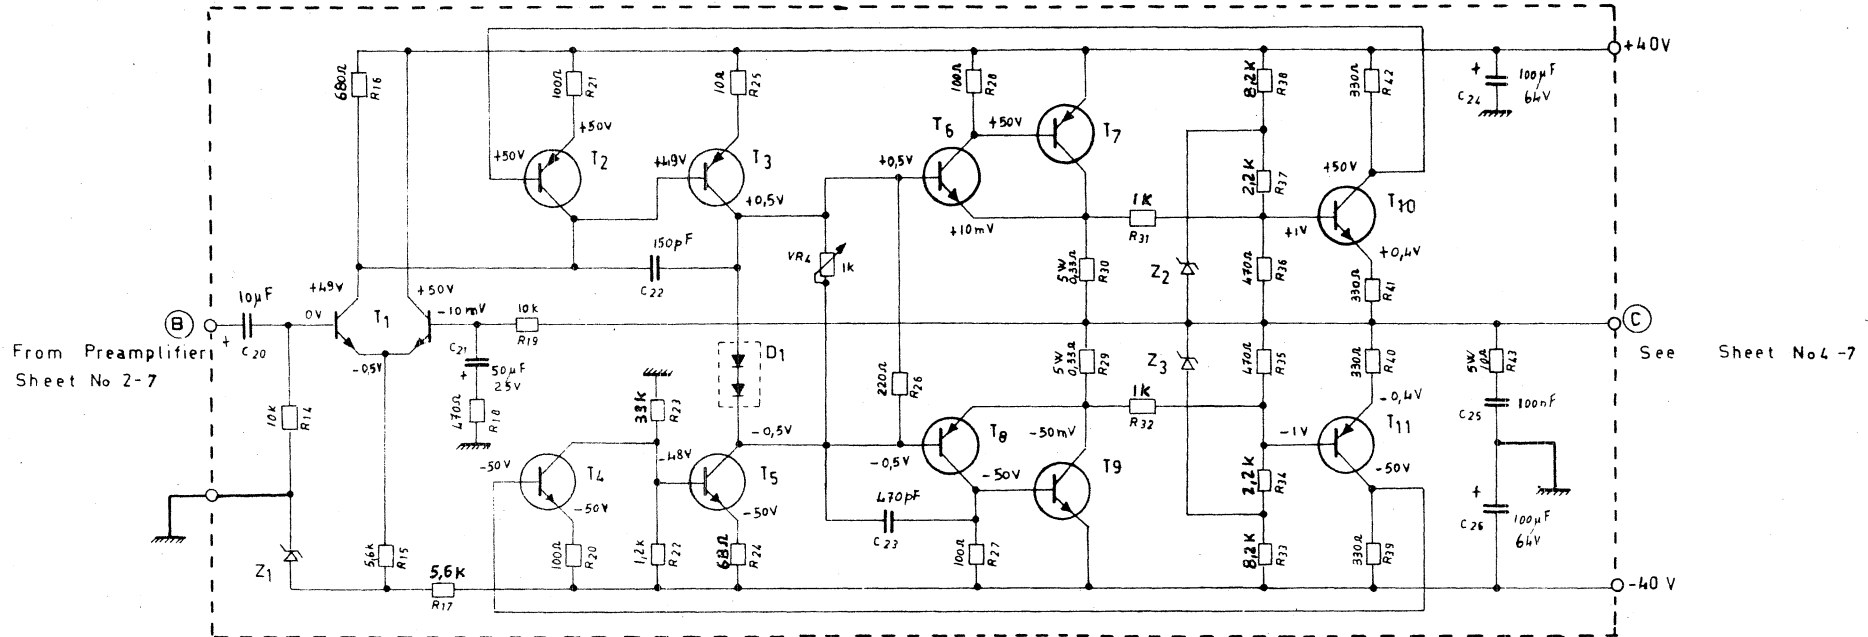 +40V
680Ω
R16
100Ω
R21
10Ω
R25
100Ω
R28
8,2K
R38
330Ω
R42
+
100µF
64V
C24
+50V
T2
+50V
+49V
T3
+0,5V
T6
+50V
T7
+0,5V
+10mV
2,2K
R37
+50V
T10
+1V
+0,4V
1K
R31
150pF
C22
VR4
1K
5W
0,33Ω
R30
Z2
470Ω
R36
330Ω
R41
+49V
+50V
10µF
0V
T1
-10mV
10k
R19
B
+
C20
C
From Preamplifier
Sheet No 2-7
See Sheet No4-7
-0,5V
C21
+
50µF
25V
470Ω
R18
D1
5W
0,33Ω
R29
Z3
470Ω
R35
330Ω
R40
5W
10Ω
R43
10K
R14
33K
R23
220Ω
R26
1K
R32
-0,4V
C25
100nF
-0,5V
T8
-50mV
-1V
T11
-50V
T4
-48V
T5
-0,5V
-50V
T9
2,2K
R34
-50V
-50V
-50V
470pF
C23
+
C26
100µF
64V
Z1
5,6K
R15
100Ω
R20
1,2K
R22
68Ω
R24
100Ω
R27
8,2K
R33
330Ω
R39
5,6K
R17
-40 V